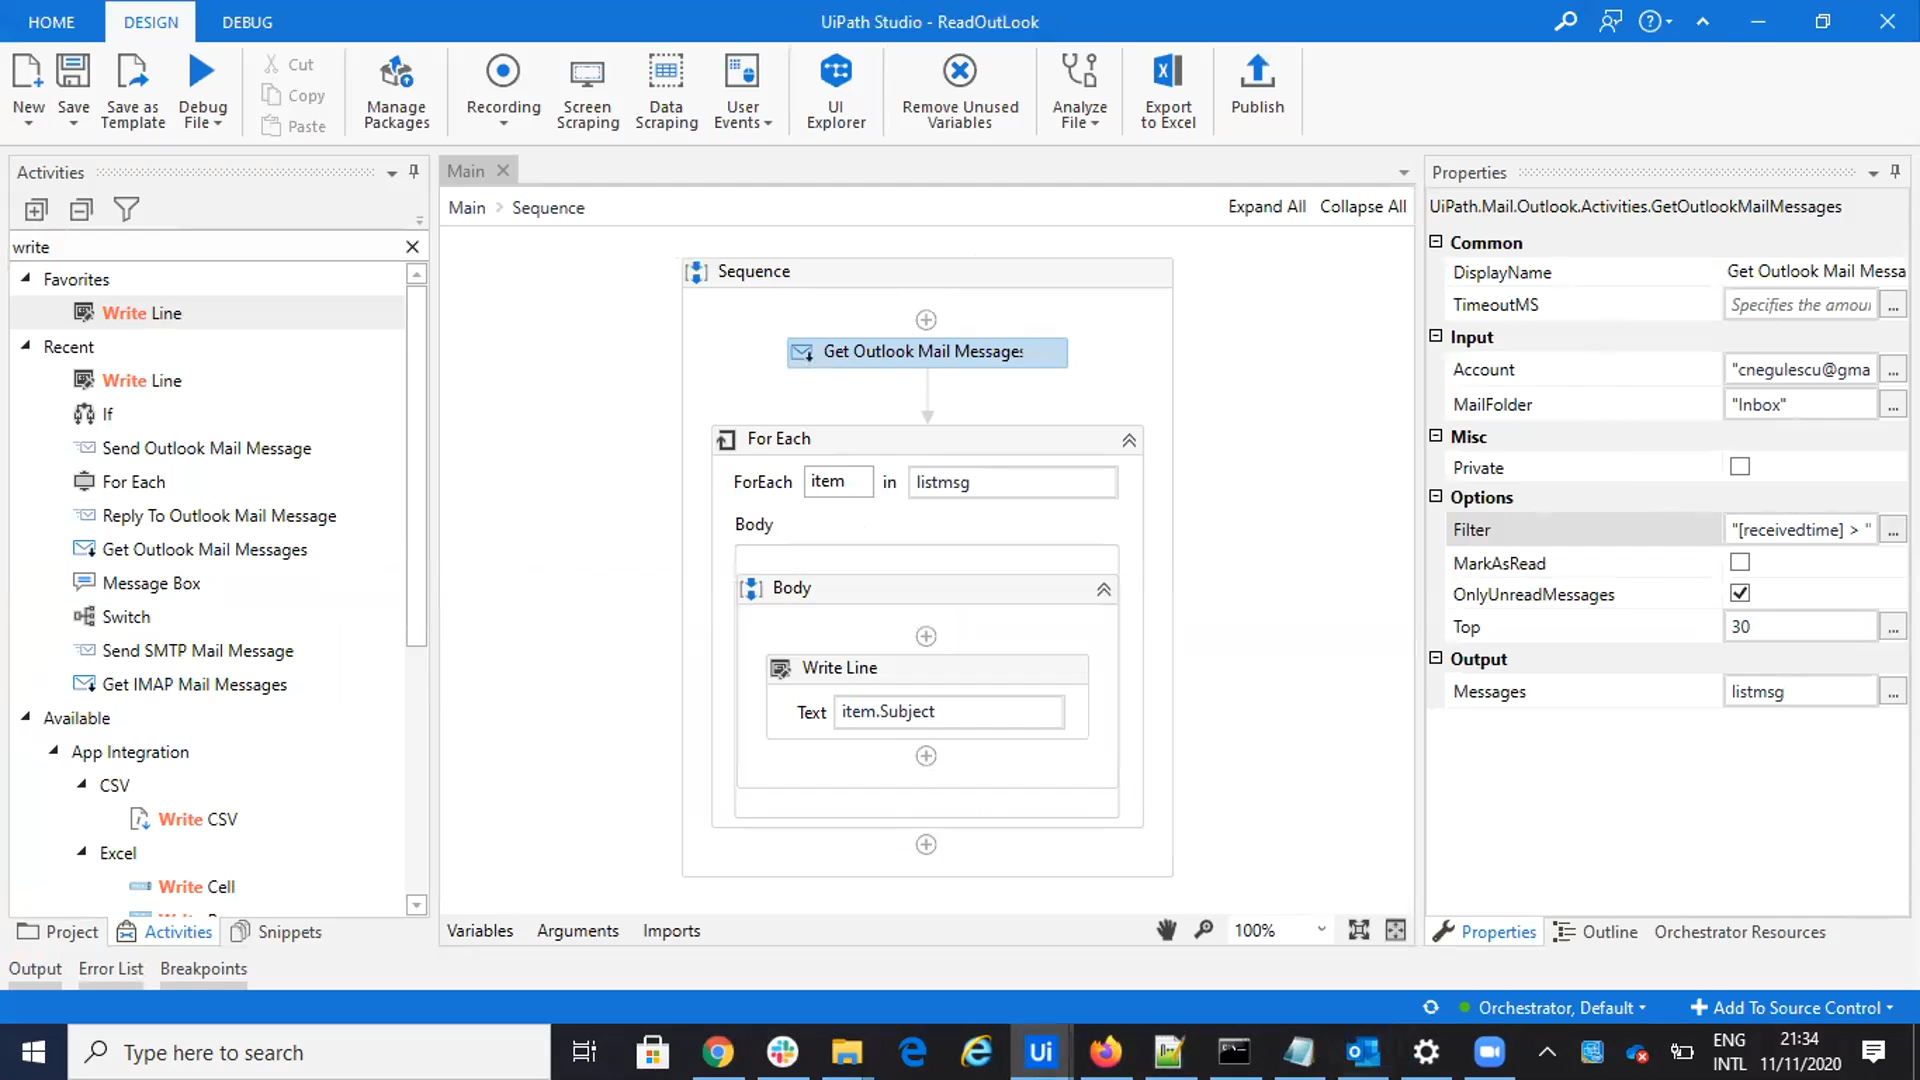 HOME DESIGN DEBUG UiPath Studio - ReadOutLook
New Save Save as Template Debug File
Cut
Copy
Paste
Manage Packages Recording Screen Scraping Data Scraping User Events UI Explorer Remove Unused Variables Analyze File Export to Excel Publish
Activities
write
Favorites
Write Line
Recent
Write Line
If
Send Outlook Mail Message
For Each
Reply To Outlook Mail Message
Get Outlook Mail Messages
Message Box
Switch
Send SMTP Mail Message
Get IMAP Mail Messages
Available
App Integration
CSV
Write CSV
Excel
Write Cell
Project Activities Snippets
Main
Main > Sequence Expand All Collapse All
Sequence
Get Outlook Mail Messages
For Each
ForEach item in listmsg
Body
Body
Write Line
Text item.Subject
Variables Arguments Imports 100%
Properties
UiPath.Mail.Outlook.Activities.GetOutlookMailMessages
Common
DisplayName Get Outlook Mail Messa
TimeoutMS Specifies the amour ...
Input
Account "cnegulescu@gma ...
MailFolder "Inbox" ...
Misc
Private
Options
Filter "[receivedtime] > " ...
MarkAsRead
OnlyUnreadMessages
Top 30 ...
Output
Messages listmsg ...
Properties Outline Orchestrator Resources
Output Error List Breakpoints
Orchestrator, Default Add To Source Control
Type here to search
Ui
ENG
INTL
21:34
11/11/2020